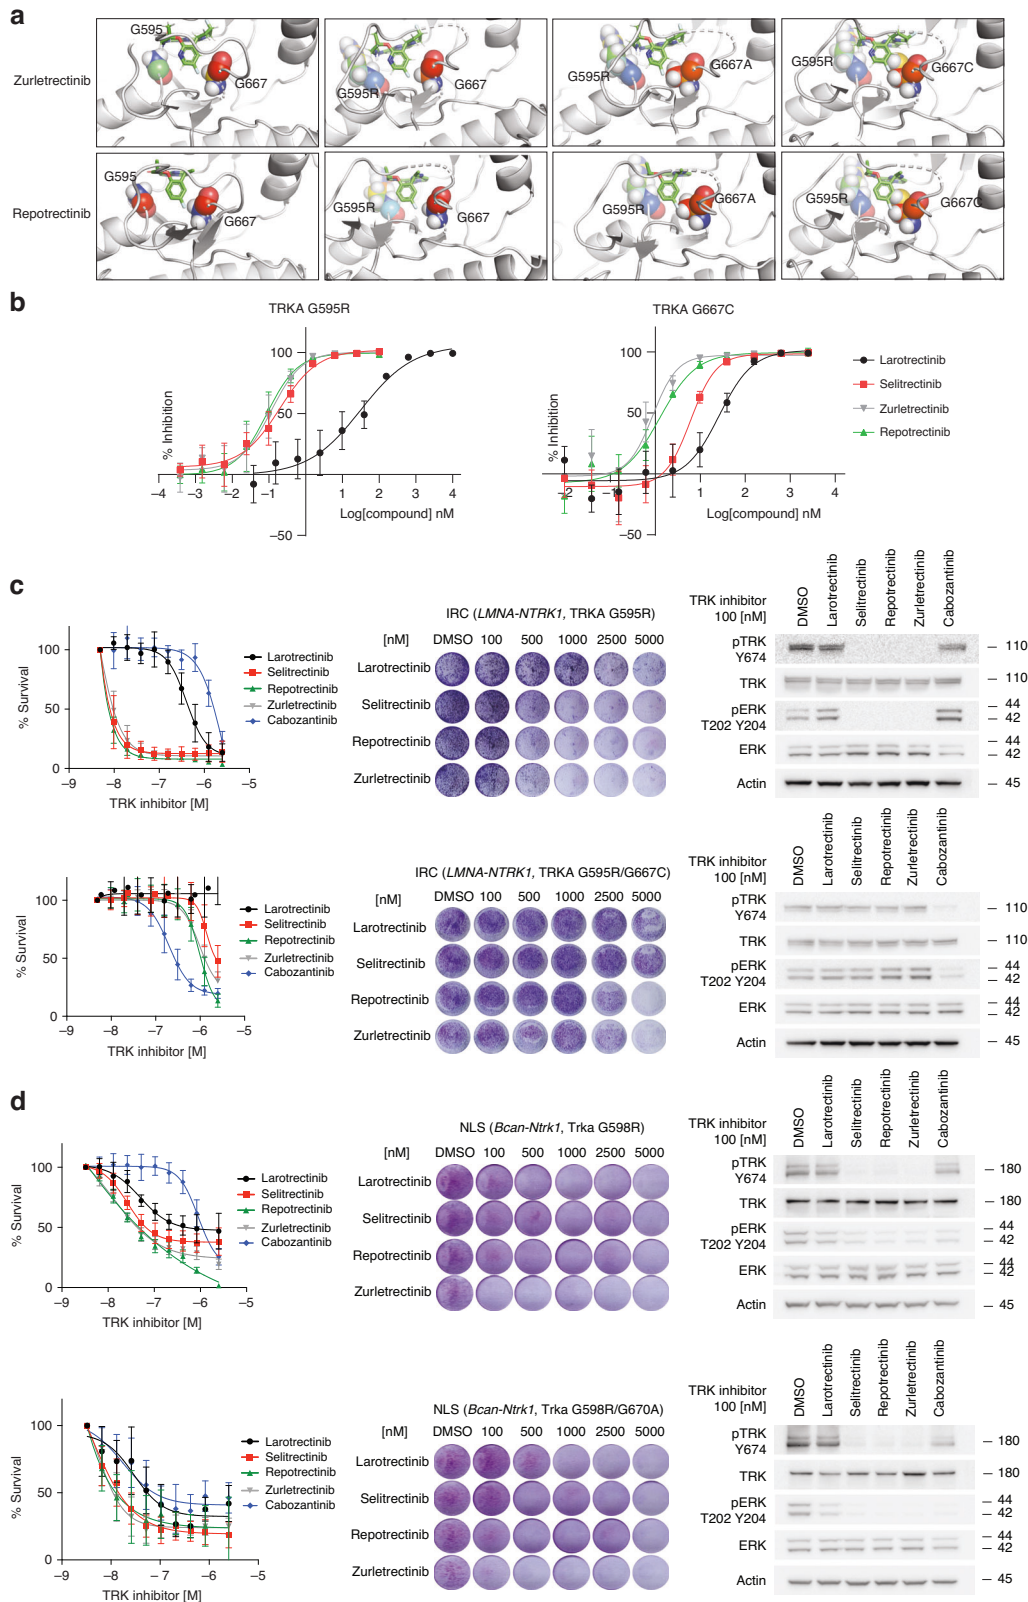 a
Zurletrectinib
G595
G667
G595R
G667
G595R
G667A
G595R
G667C
Repotrectinib
G595
G667
G595R
G667
G595R
G667A
G595R
G667C
b
TRKA G595R
% Inhibition
100
50
−50
−4 −3 −2 −1 1 2 3 4
Log[compound] nM
TRKA G667C
% Inhibition
100
50
−50
−2 −1 1 2 3 4
Log[compound] nM
Larotrectinib
Selitrectinib
Zurletrectinib
Repotrectinib
c
% Survival
100
50
0
−9 −8 −7 −6 −5
TRK inhibitor [M]
Larotrectinib
Selitrectinib
Repotrectinib
Zurletrectinib
Cabozantinib
IRC (LMNA-NTRK1, TRKA G595R)
[nM] DMSO 100 500 1000 2500 5000
Larotrectinib
Selitrectinib
Repotrectinib
Zurletrectinib
TRK inhibitor
100 [nM]
DMSO
Larotrectinib
Selitrectinib
Repotrectinib
Zurletrectinib
Cabozantinib
pTRK
Y674
– 110
TRK – 110
pERK
T202 Y204
– 44
– 42
ERK – 44
– 42
Actin – 45
% Survival
100
50
0
−9 −8 −7 −6 −5
TRK inhibitor [M]
Larotrectinib
Selitrectinib
Repotrectinib
Zurletrectinib
Cabozantinib
IRC (LMNA-NTRK1, TRKA G595R/G667C)
[nM] DMSO 100 500 1000 2500 5000
Larotrectinib
Selitrectinib
Repotrectinib
Zurletrectinib
TRK inhibitor
100 [nM]
DMSO
Larotrectinib
Selitrectinib
Repotrectinib
Zurletrectinib
Cabozantinib
pTRK
Y674
– 110
TRK – 110
pERK
T202 Y204
– 44
– 42
ERK – 44
– 42
Actin – 45
d
% Survival
100
50
0
−9 −8 −7 −6 −5
TRK inhibitor [M]
Larotrectinib
Selitrectinib
Repotrectinib
Zurletrectinib
Cabozantinib
NLS (Bcan-Ntrk1, Trka G598R)
[nM] DMSO 100 500 1000 2500 5000
Larotrectinib
Selitrectinib
Repotrectinib
Zurletrectinib
TRK inhibitor
100 [nM]
DMSO
Larotrectinib
Selitrectinib
Repotrectinib
Zurletrectinib
Cabozantinib
pTRK
Y674
– 180
TRK – 180
pERK
T202 Y204
– 44
– 42
ERK – 44
– 42
Actin – 45
% Survival
100
50
0
−9 −8 −7 −6 −5
TRK inhibitor [M]
Larotrectinib
Selitrectinib
Repotrectinib
Zurletrectinib
Cabozantinib
NLS (Bcan-Ntrk1, Trka G598R/G670A)
[nM] DMSO 100 500 1000 2500 5000
Larotrectinib
Selitrectinib
Repotrectinib
Zurletrectinib
TRK inhibitor
100 [nM]
DMSO
Larotrectinib
Selitrectinib
Repotrectinib
Zurletrectinib
Cabozantinib
pTRK
Y674
– 180
TRK – 180
pERK
T202 Y204
– 44
– 42
ERK – 44
– 42
Actin – 45